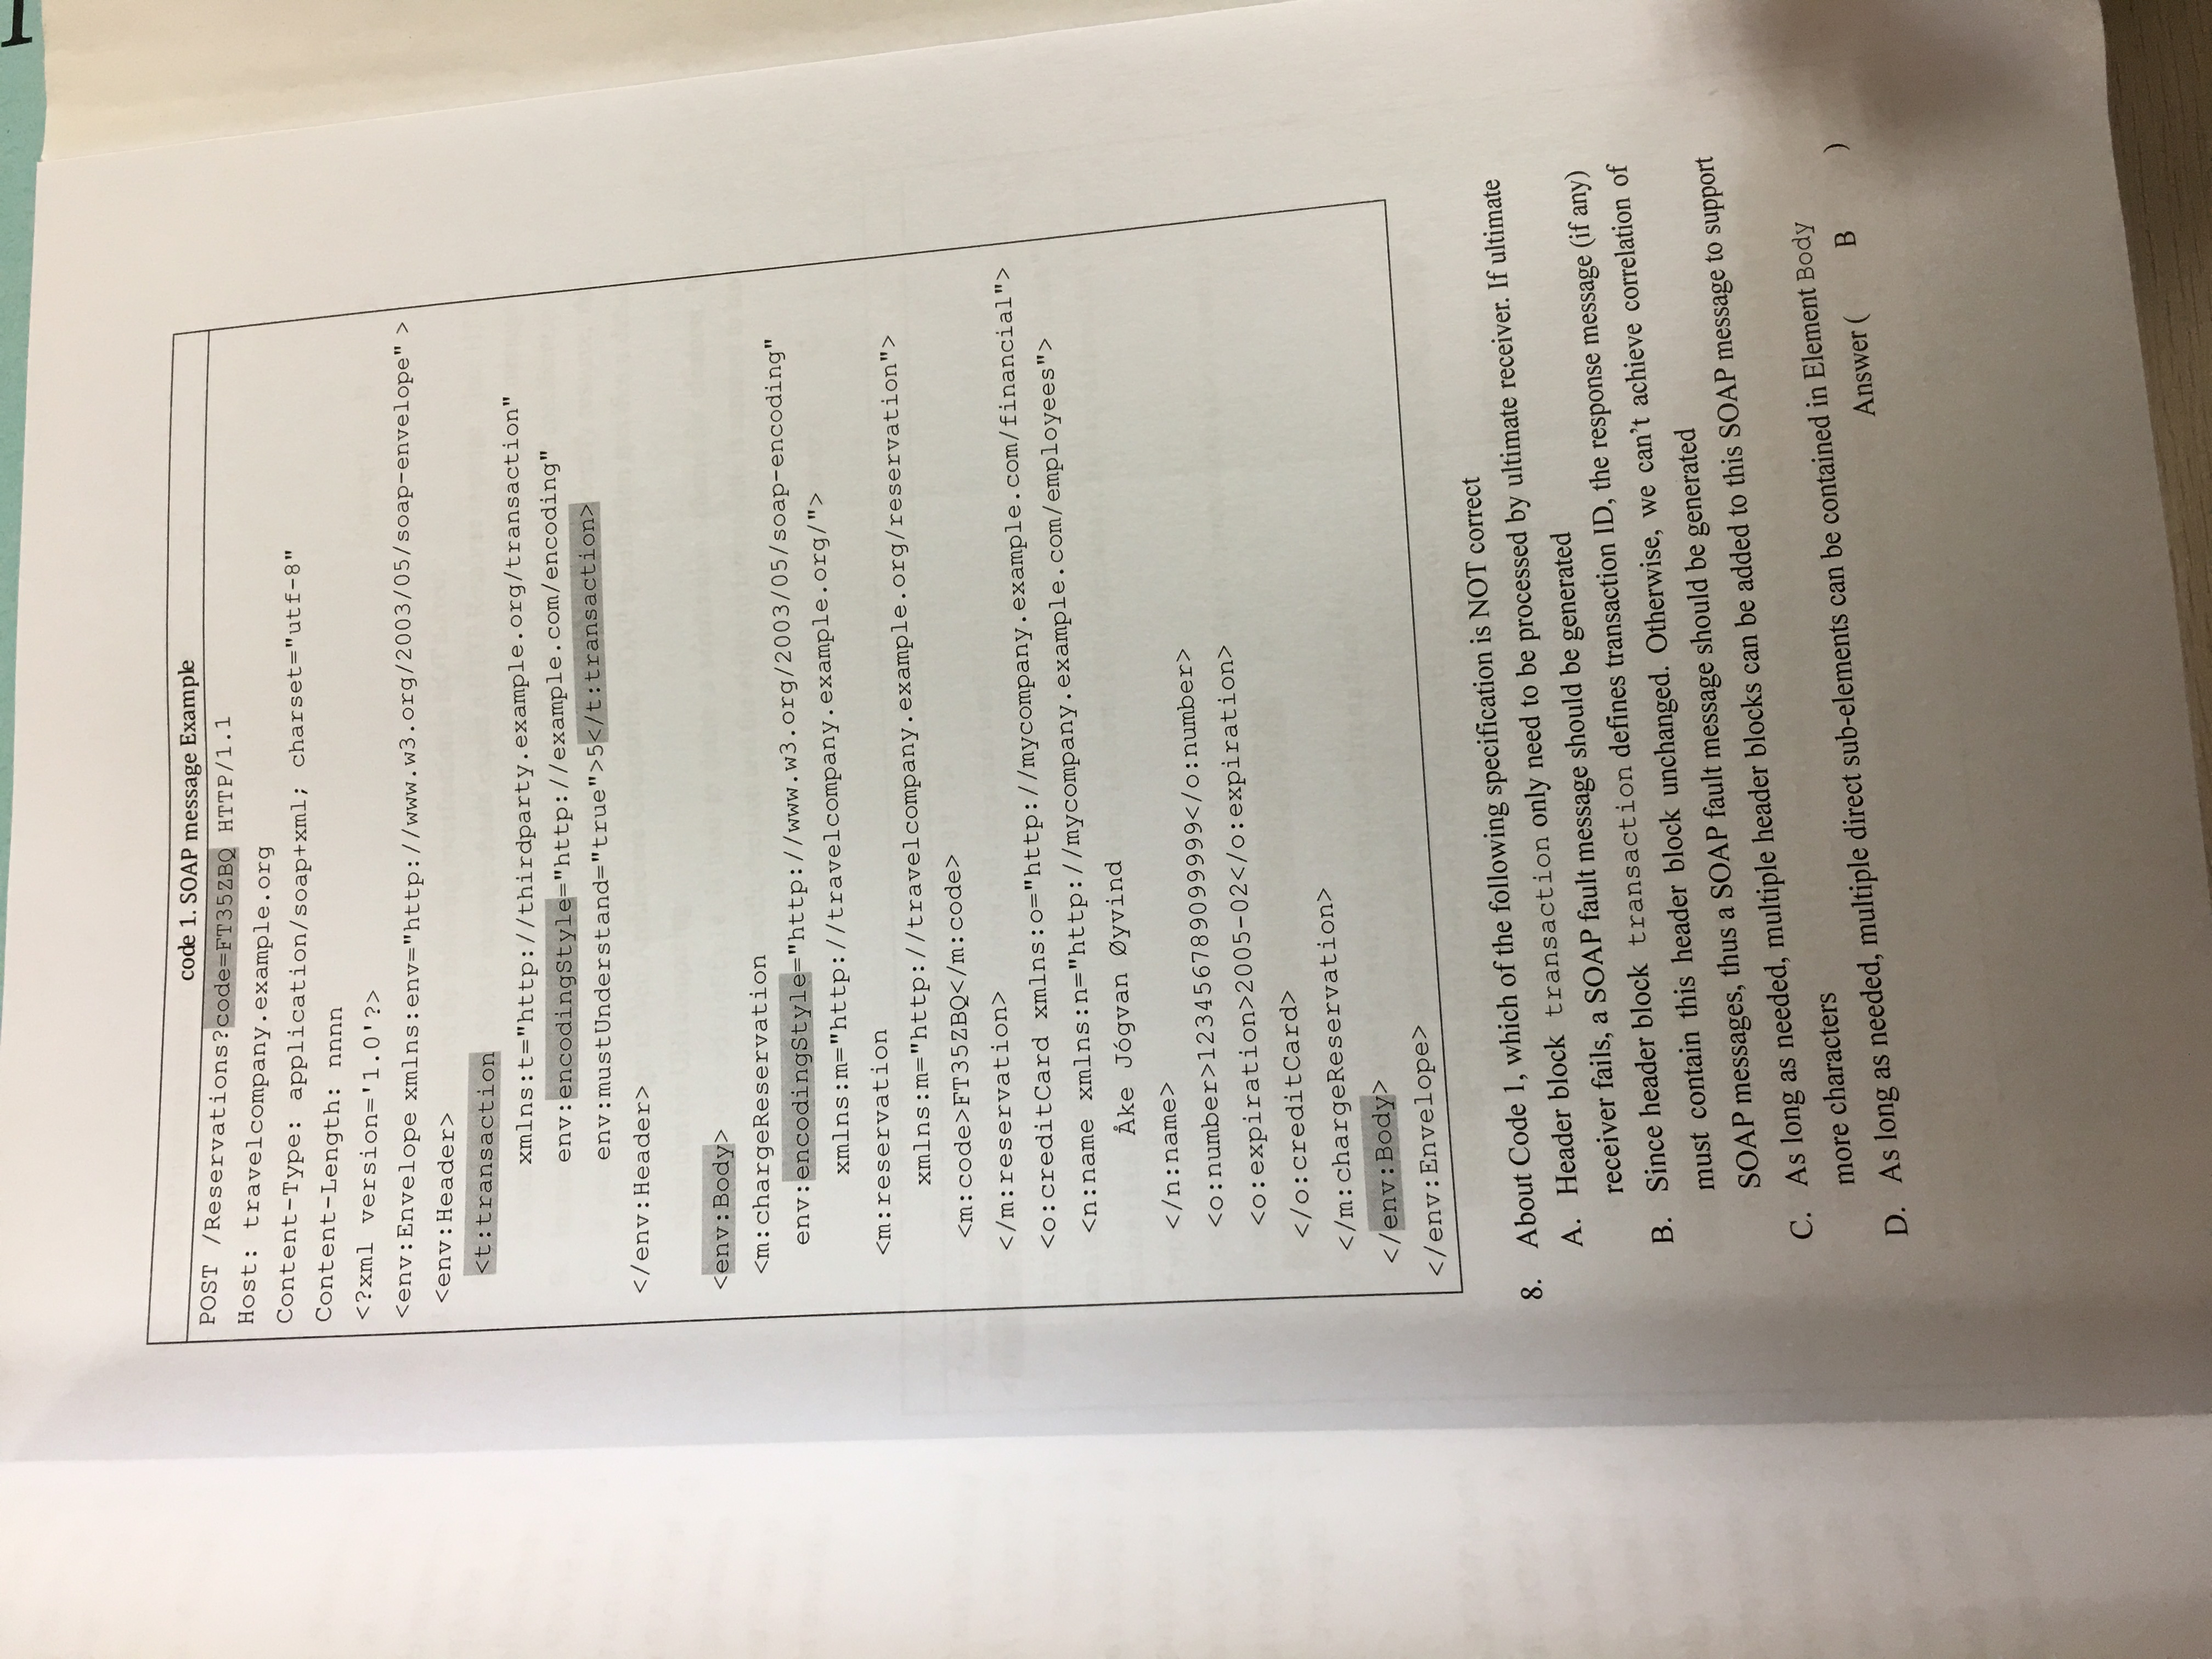 code 1. SOAP message Example
POST /Reservations?code=FT35ZBQ HTTP/1.1
Host: travelcompany.example.org
Content-Type: application/soap+xml; charset="utf-8"
Content-Length: nnnn
<?xml version='1.0'?>
<env:Envelope xmlns:env="http://www.w3.org/2003/05/soap-envelope" >
<env:Header>
<t:transaction
xmlns:t="http://thirdparty.example.org/transaction"
env:encodingStyle="http://example.com/encoding"
env:mustUnderstand="true">5</t:transaction>
</env:Header>
<env:Body>
<m:chargeReservation
env:encodingStyle="http://www.w3.org/2003/05/soap-encoding"
xmlns:m="http://travelcompany.example.org/">
<m:reservation
xmlns:m="http://travelcompany.example.org/reservation">
<m:code>FT35ZBQ</m:code>
</m:reservation>
<o:creditCard xmlns:o="http://mycompany.example.com/financial">
<n:name xmlns:n="http://mycompany.example.com/employees">
Åke Jógvan Øyvind
</n:name>
<o:number>123456789099999</o:number>
<o:expiration>2005-02</o:expiration>
</o:creditCard>
</m:chargeReservation>
</env:Body>
</env:Envelope>
8. About Code 1, which of the following specification is NOT correct
A. Header block transaction only need to be processed by ultimate receiver. If ultimate
receiver fails, a SOAP fault message should be generated
B. Since header block transaction defines transaction ID, the response message (if any)
must contain this header block unchanged. Otherwise, we can't achieve correlation of
SOAP messages, thus a SOAP fault message should be generated
C. As long as needed, multiple header blocks can be added to this SOAP message to support
more characters
D. As long as needed, multiple direct sub-elements can be contained in Element Body
Answer ( B )